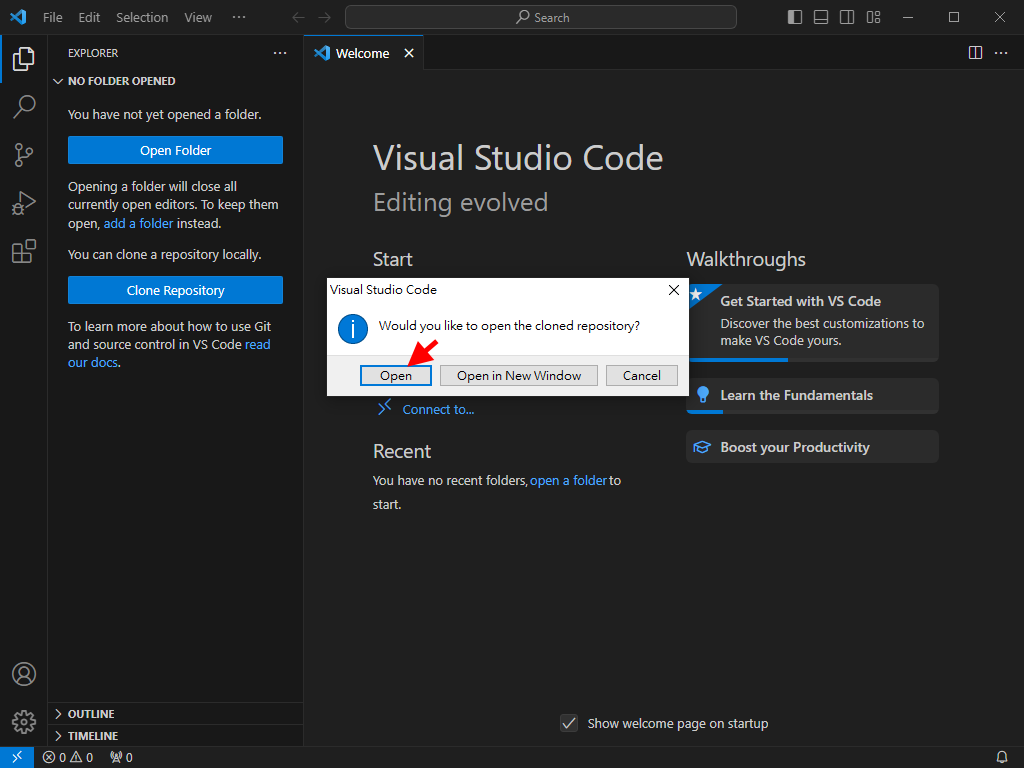 File Edit Selection View ···
Search
EXPLORER
NO FOLDER OPENED
You have not yet opened a folder.
Open Folder
Opening a folder will close all
currently open editors. To keep them
open, add a folder instead.
You can clone a repository locally.
Clone Repository
To learn more about how to use Git
and source control in VS Code read
our docs.
OUTLINE
TIMELINE
Welcome
Visual Studio Code
Editing evolved
Start
Connect to...
Recent
You have no recent folders, open a folder to
start.
Walkthroughs
Get Started with VS Code
Discover the best customizations to
make VS Code yours.
Learn the Fundamentals
Boost your Productivity
Visual Studio Code
Would you like to open the cloned repository?
Open
Open in New Window
Cancel
Show welcome page on startup
0 0 0